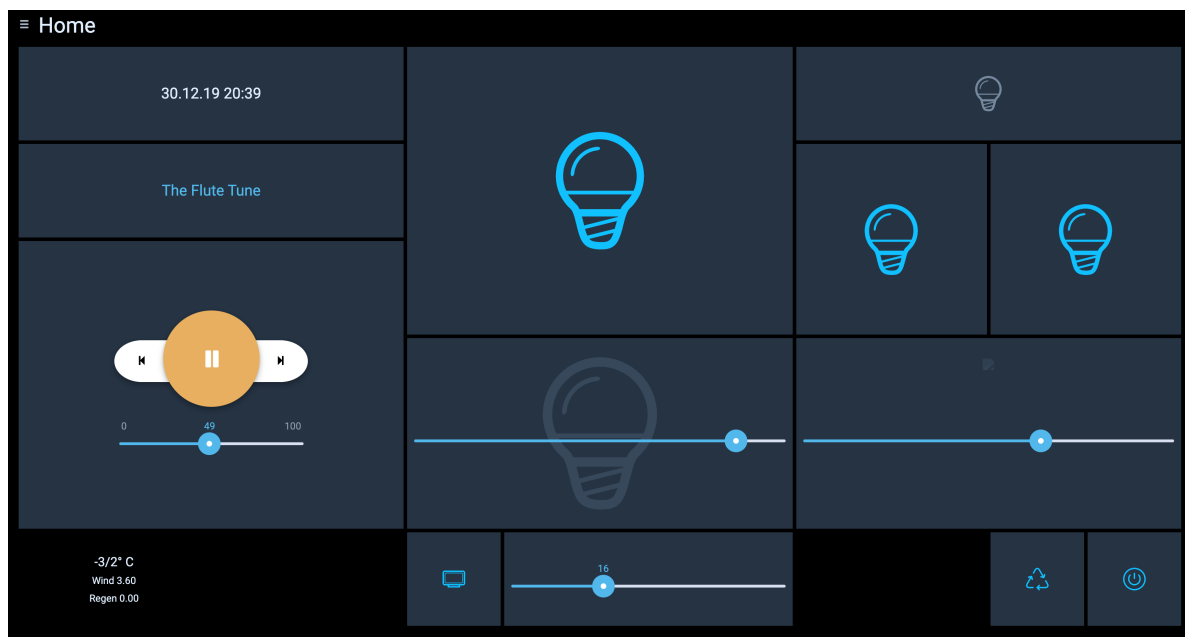 Home
30.12.19 20:39
The Flute Tune
0 49 100
-3/2° C
Wind 3.60
Regen 0.00
16